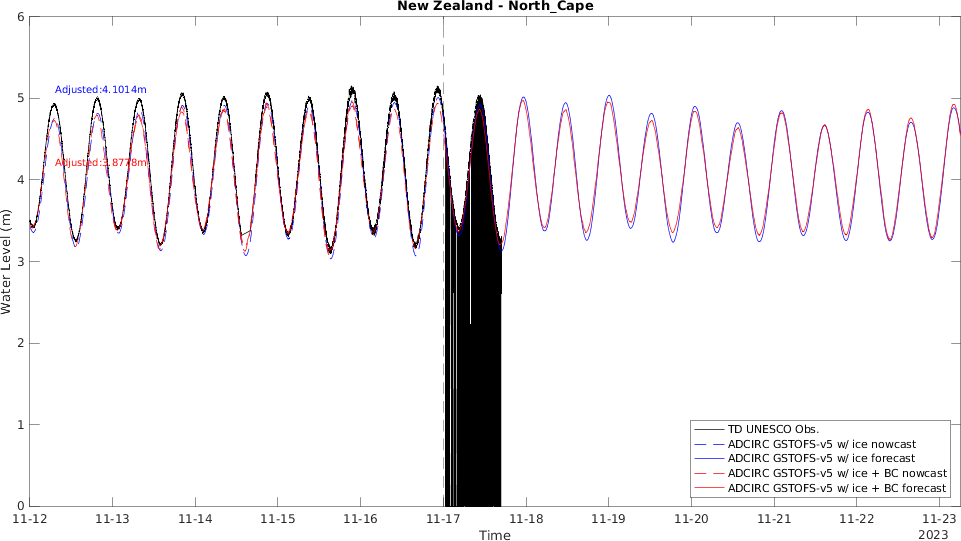 New Zealand - North_Cape
6
5
4
3
2
1
0
Water Level (m)
Adjusted:4.1014m
Adjusted:3.8778m
TD UNESCO Obs.
ADCIRC GSTOFS-v5 w/ ice nowcast
ADCIRC GSTOFS-v5 w/ ice forecast
ADCIRC GSTOFS-v5 w/ ice + BC nowcast
ADCIRC GSTOFS-v5 w/ ice + BC forecast
11-12 11-13 11-14 11-15 11-16 11-17 11-18 11-19 11-20 11-21 11-22 11-23
2023
Time